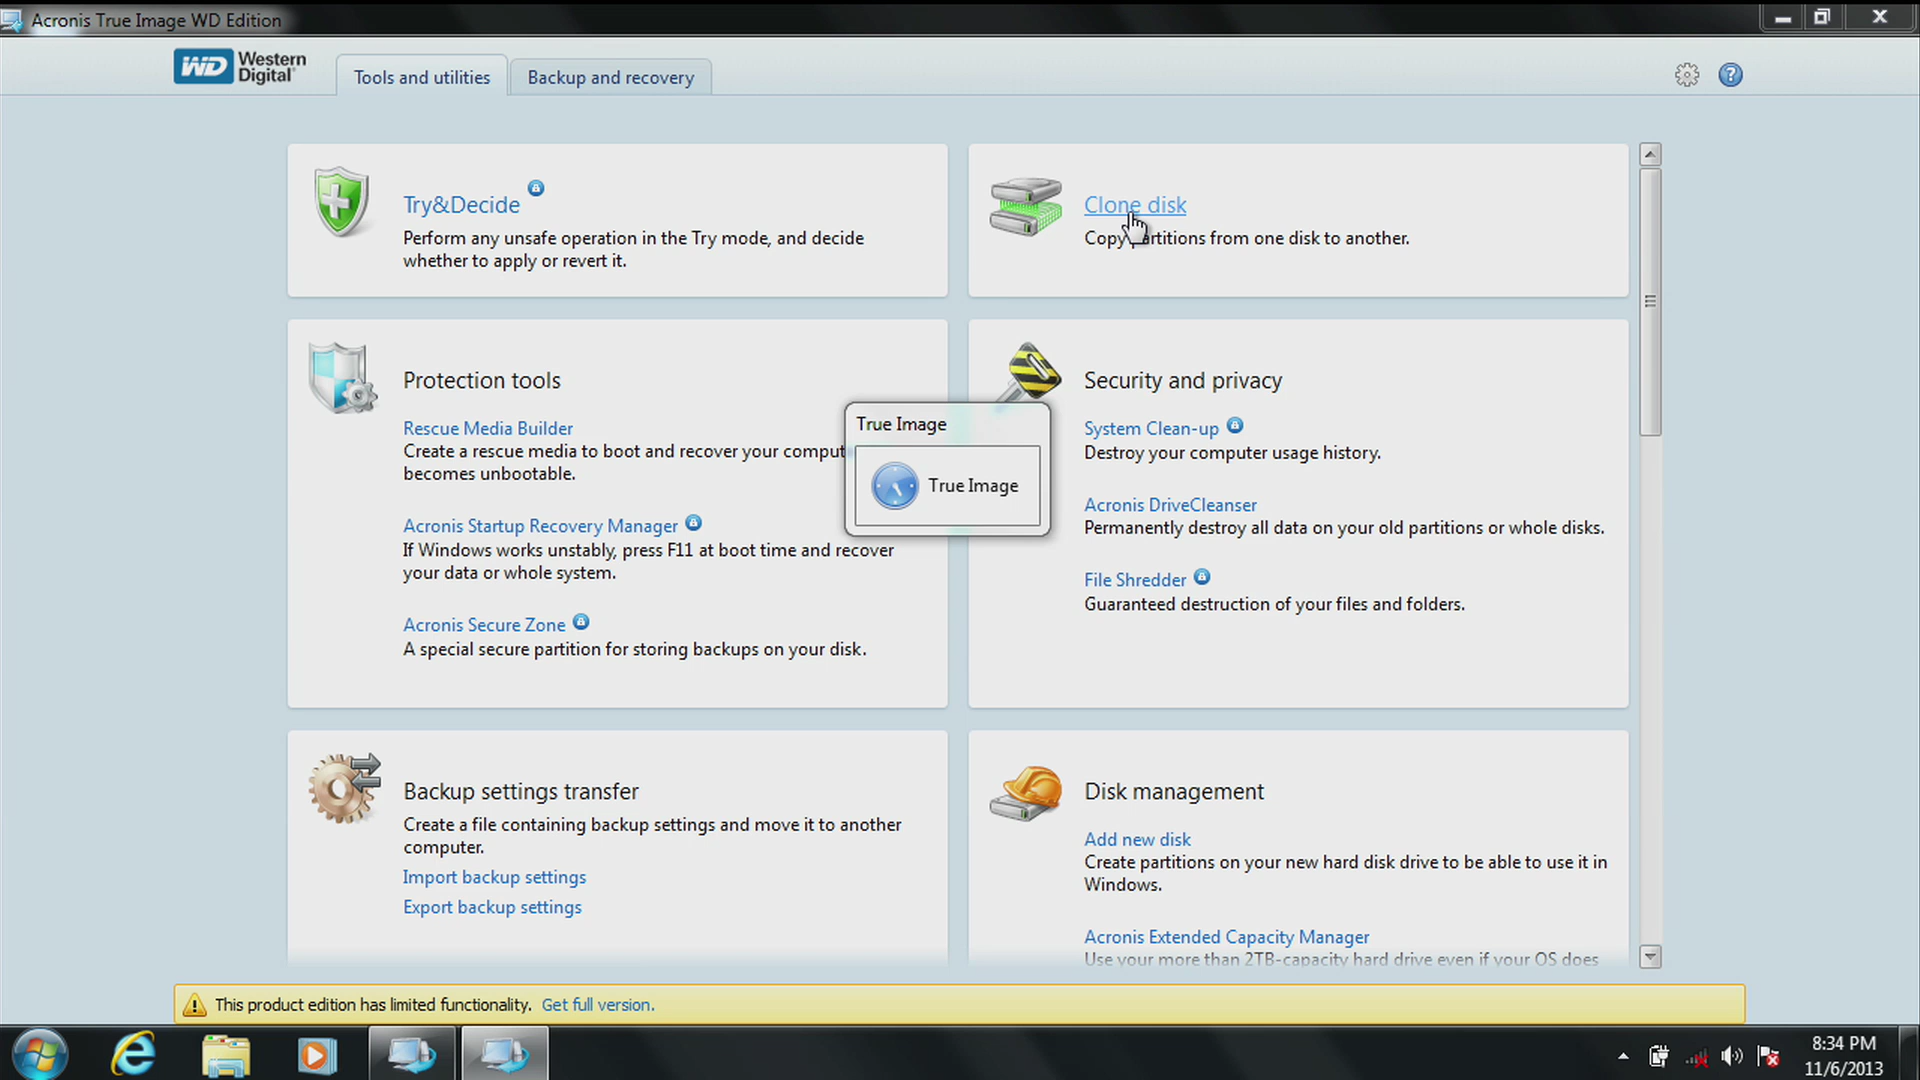 Acronis True Image WD Edition
WD Western Digital
Tools and utilities
Backup and recovery
Try&Decide
Perform any unsafe operation in the Try mode, and decide
whether to apply or revert it.
Clone disk
Copy partitions from one disk to another.
Protection tools
Rescue Media Builder
Create a rescue media to boot and recover your comput
becomes unbootable.
Acronis Startup Recovery Manager
If Windows works unstably, press F11 at boot time and recover
your data or whole system.
Acronis Secure Zone
A special secure partition for storing backups on your disk.
True Image
True Image
Security and privacy
System Clean-up
Destroy your computer usage history.
Acronis DriveCleanser
Permanently destroy all data on your old partitions or whole disks.
File Shredder
Guaranteed destruction of your files and folders.
Backup settings transfer
Create a file containing backup settings and move it to another
computer.
Import backup settings
Export backup settings
Disk management
Add new disk
Create partitions on your new hard disk drive to be able to use it in
Windows.
Acronis Extended Capacity Manager
Use your more than 2TB-capacity hard drive even if your OS does
This product edition has limited functionality. Get full version.
8:34 PM
11/6/2013